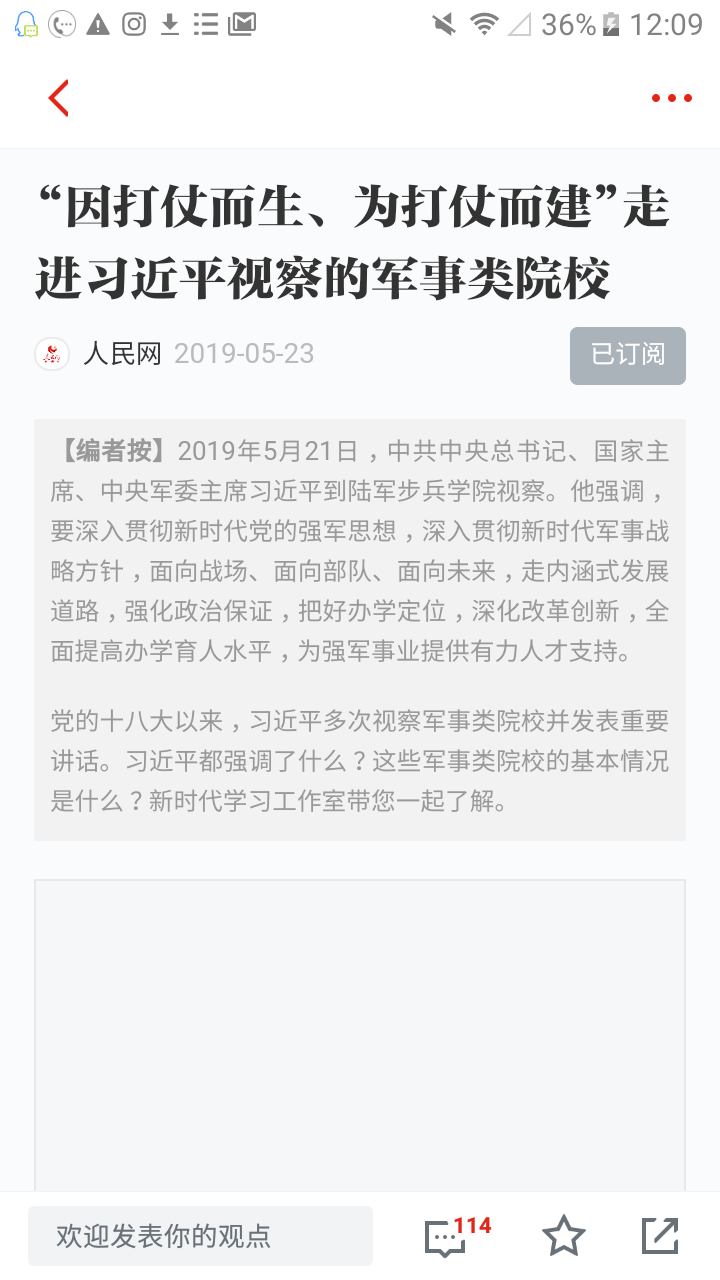 36% 12:09
“因打仗而生、为打仗而建”走
进习近平视察的军事类院校
人民网 2019-05-23 已订阅
【编者按】2019年5月21日，中共中央总书记、国家主
席、中央军委主席习近平到陆军步兵学院视察。他强调，
要深入贯彻新时代党的强军思想，深入贯彻新时代军事战
略方针，面向战场、面向部队、面向未来，走内涵式发展
道路，强化政治保证，把好办学定位，深化改革创新，全
面提高办学育人水平，为强军事业提供有力人才支持。
党的十八大以来，习近平多次视察军事类院校并发表重要
讲话。习近平都强调了什么？这些军事类院校的基本情况
是什么？新时代学习工作室带您一起了解。
欢迎发表你的观点 114